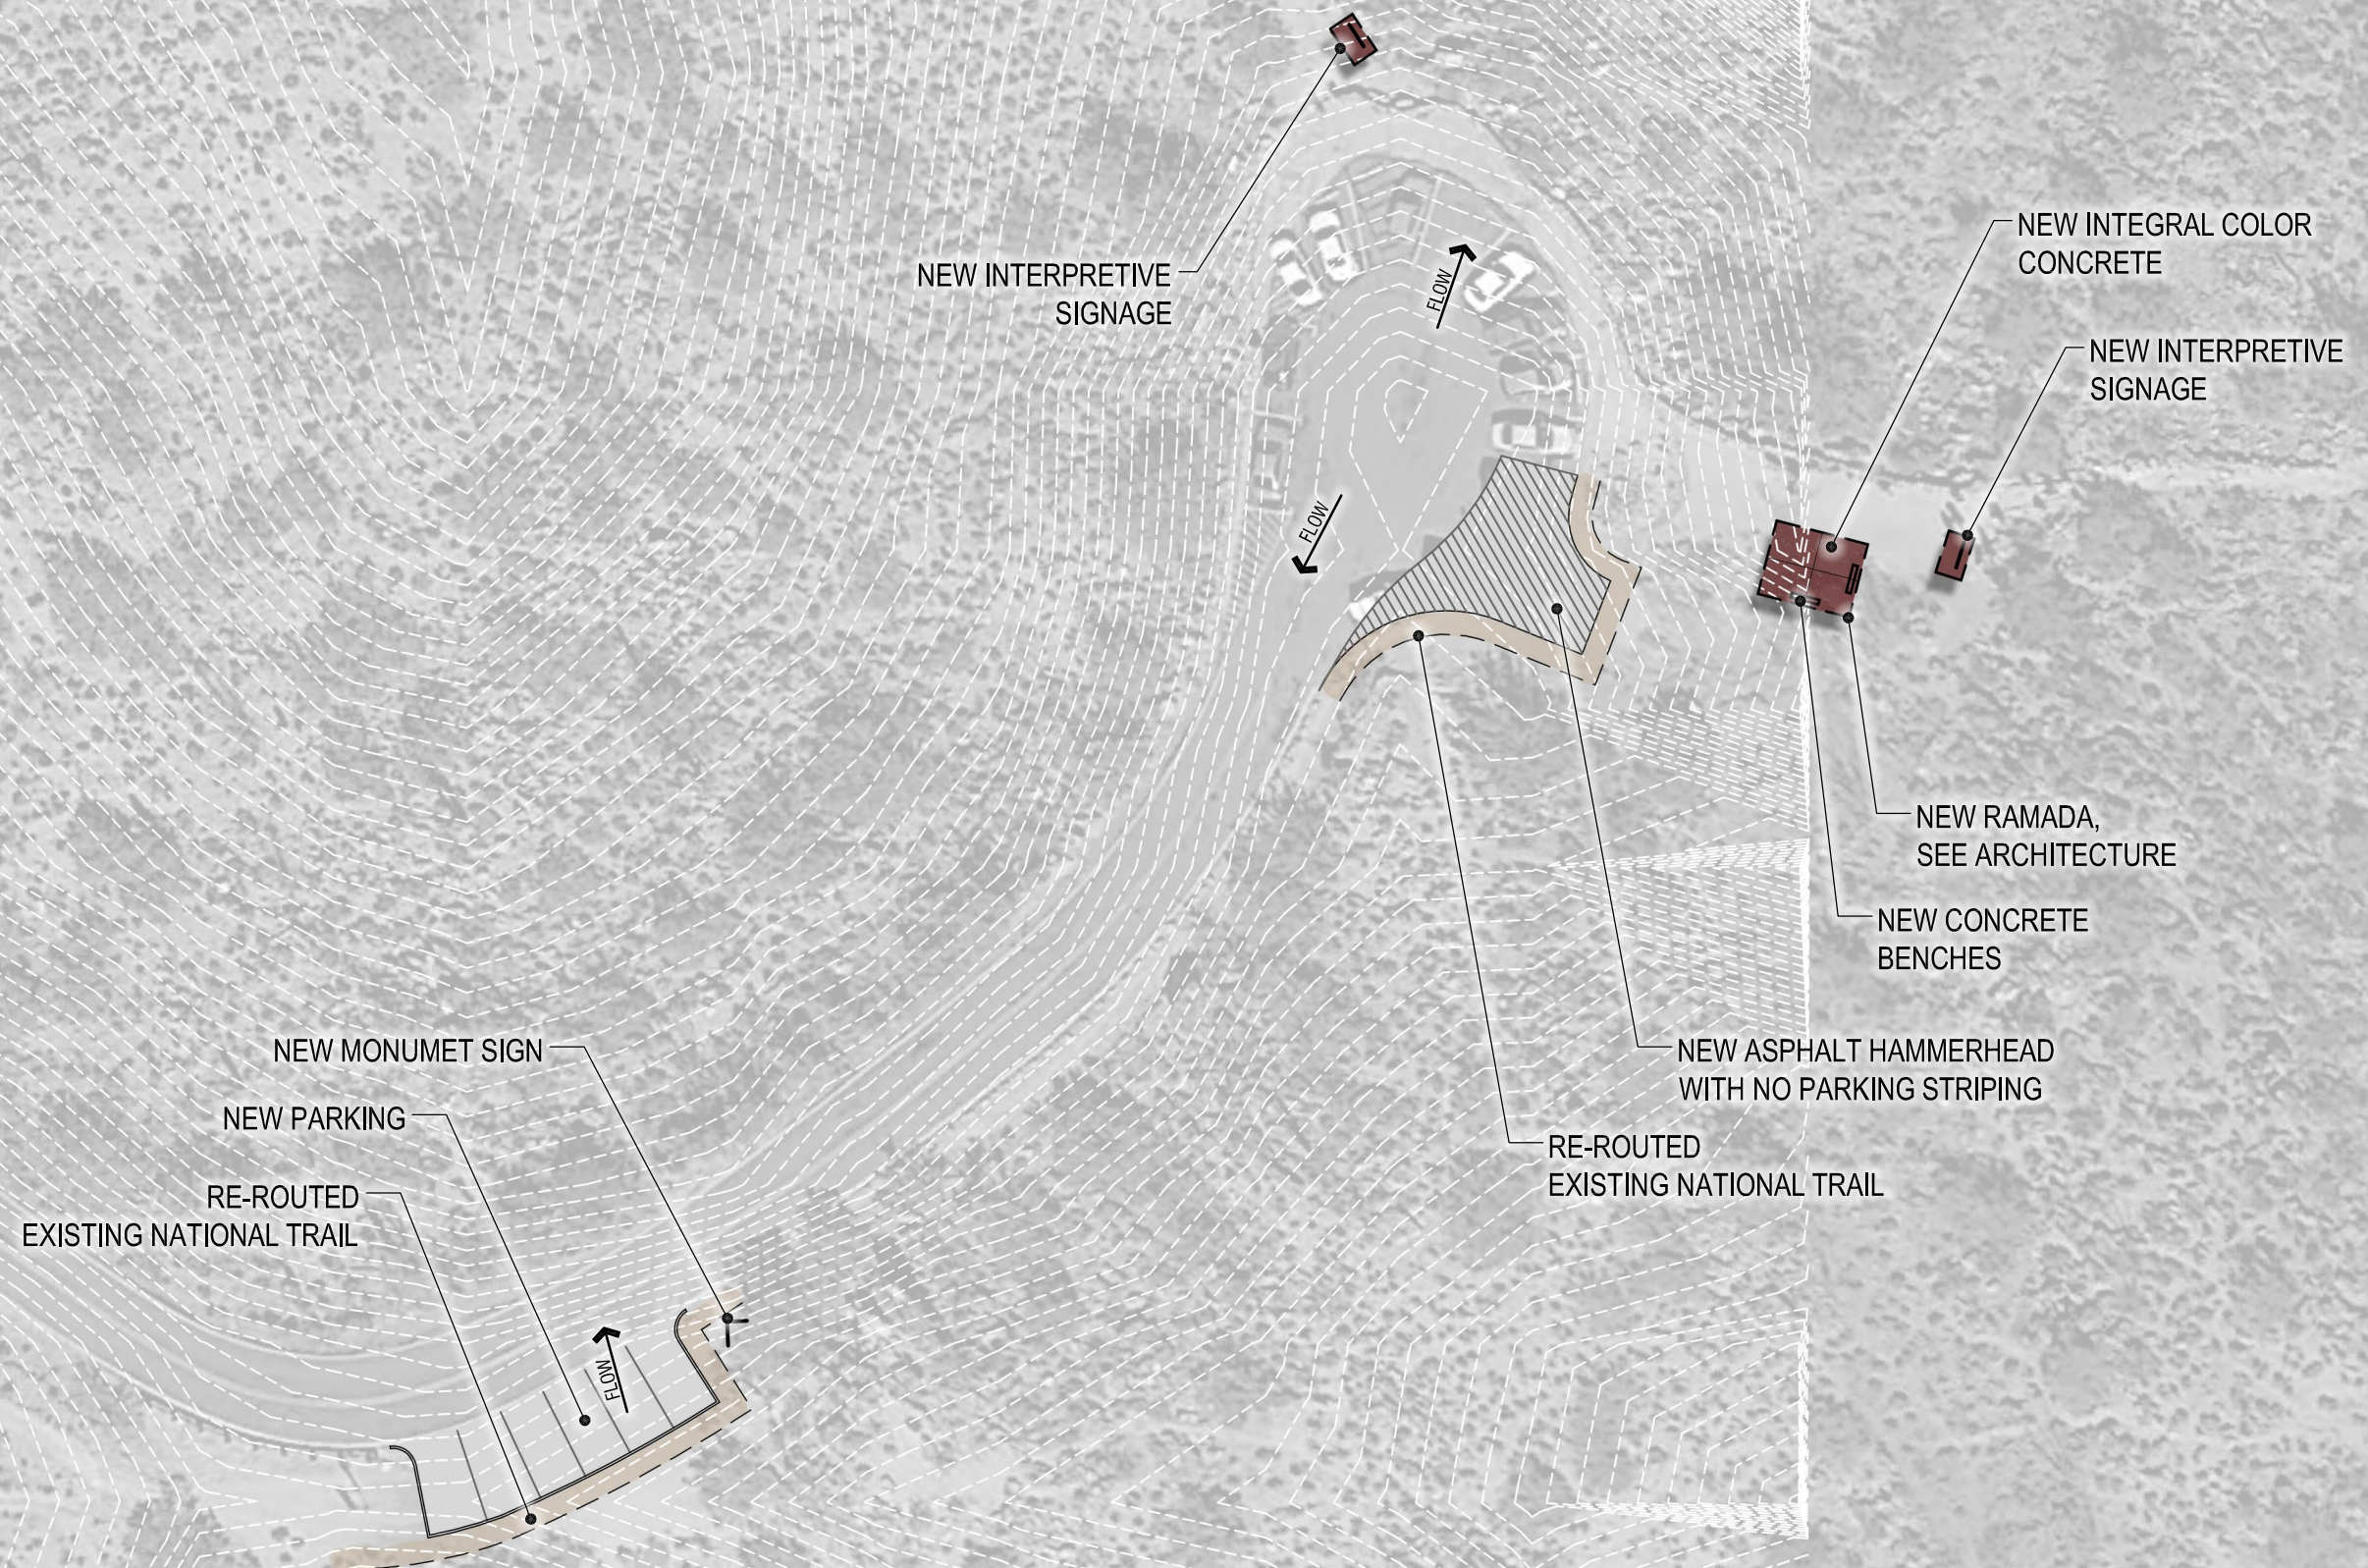 NEW INTEGRAL COLOR
CONCRETE
NEW INTERPRETIVE
SIGNAGE
FLOW
NEW INTERPRETIVE
SIGNAGE
FLOW
NEW RAMADA,
SEE ARCHITECTURE
NEW CONCRETE
BENCHES
NEW MONUMET SIGN
NEW ASPHALT HAMMERHEAD
WITH NO PARKING STRIPING
NEW PARKING
RE-ROUTED
EXISTING NATIONAL TRAIL
RE-ROUTED
EXISTING NATIONAL TRAIL
FLOW